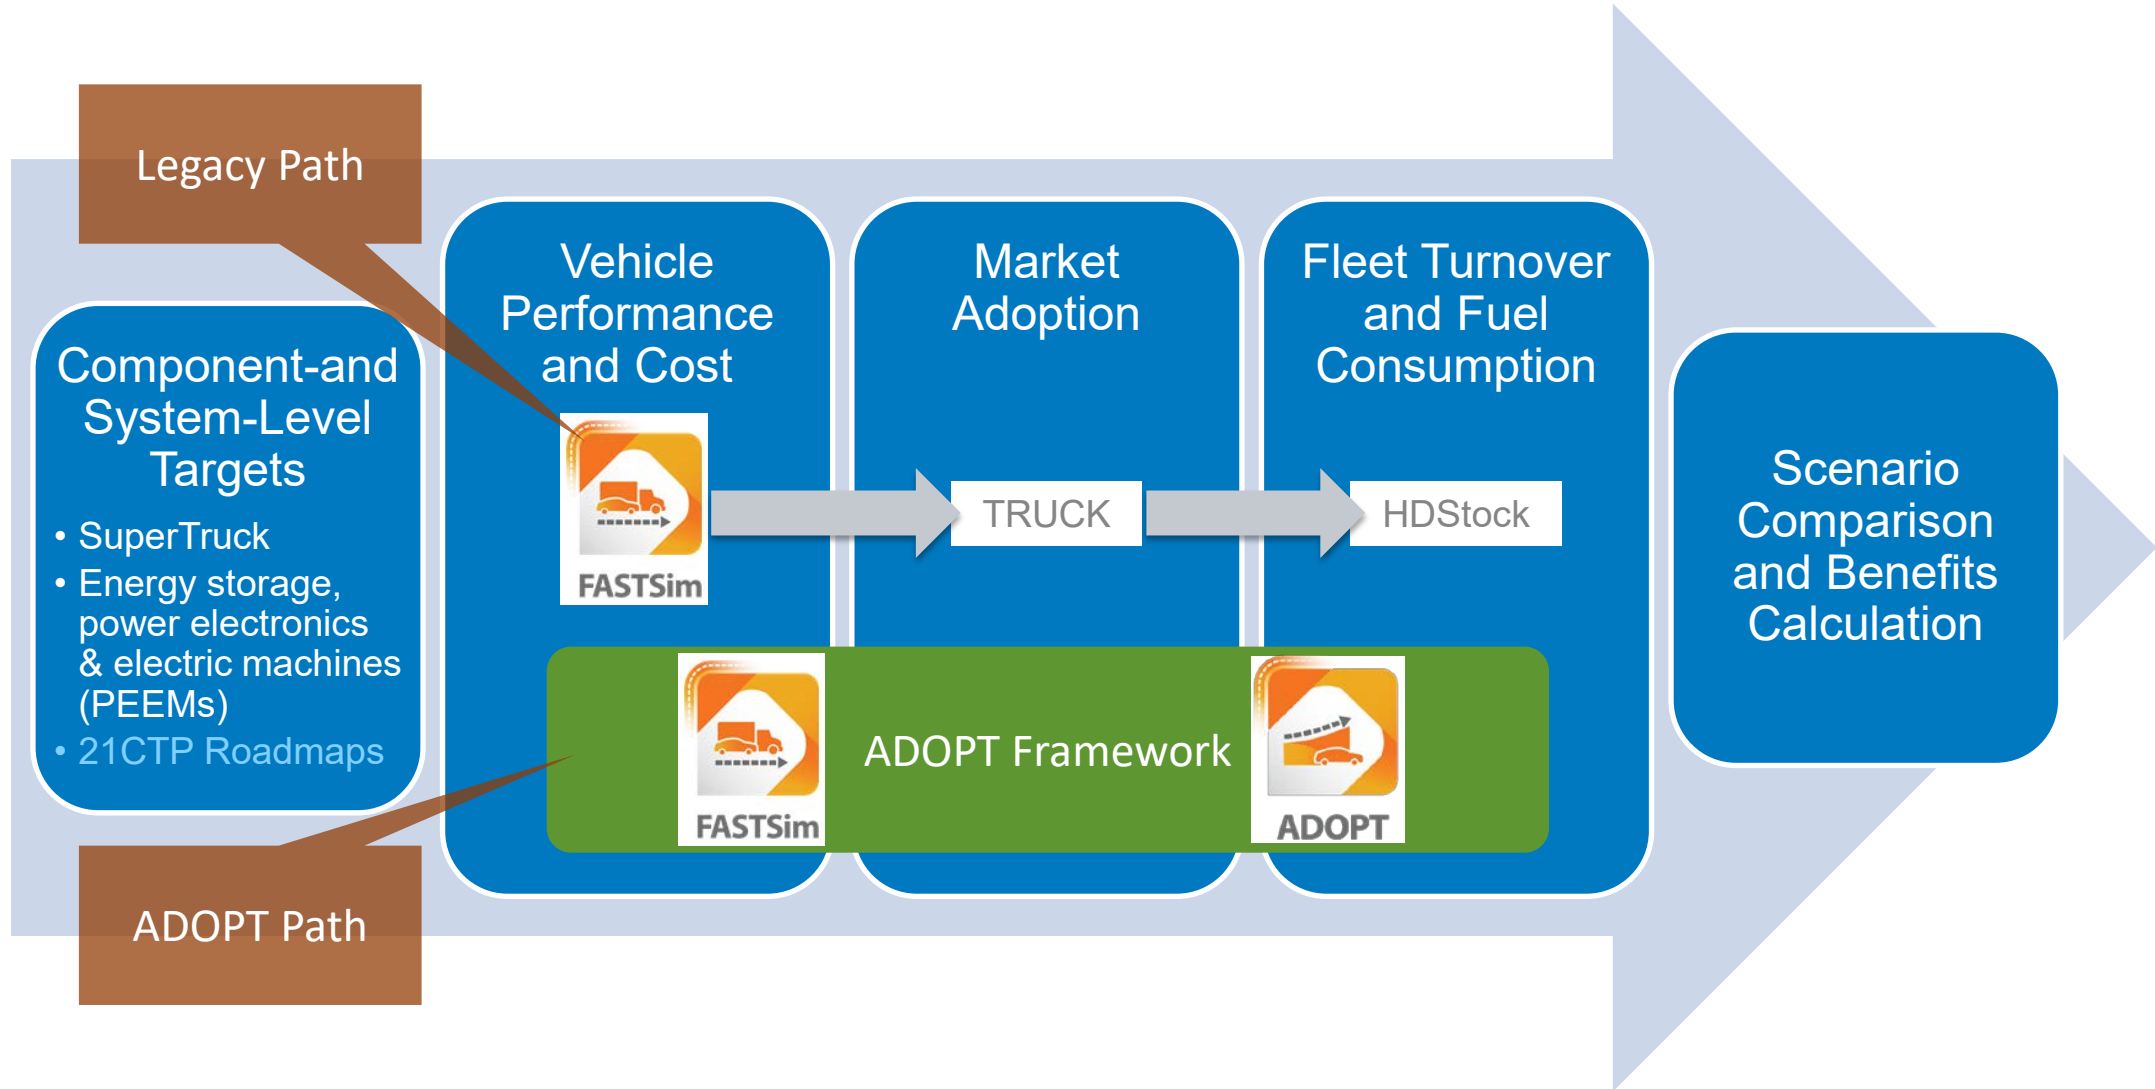 Legacy Path
Component-and
System-Level
Targets
• SuperTruck
• Energy storage,
power electronics
& electric machines
(PEEMs)
• 21CTP Roadmaps
ADOPT Path
Vehicle
Performance
and Cost
FASTSim
Market
Adoption
TRUCK
Fleet Turnover
and Fuel
Consumption
HDStock
FASTSim
ADOPT Framework
ADOPT
Scenario
Comparison
and Benefits
Calculation